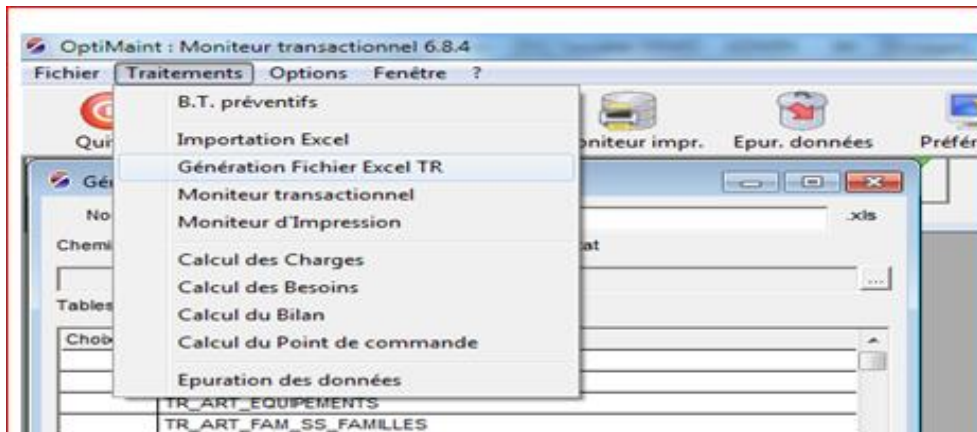 OptiMaint : Moniteur transactionnel 6.8.4
Fichier Traitements Options Fenêtre ?
B.T. préventifs
Importation Excel
Génération Fichier Excel TR
Moniteur transactionnel
Moniteur d'Impression
Calcul des Charges
Calcul des Besoins
Calcul du Bilan
Calcul du Point de commande
Epuration des données
Qui
oniteur impr. Epur. données Préfér
Gé
No .xls
Chemi at
...
Tables
Choix
TR_ART_EQUIPEMENTS
TR_ART_FAM_SS_FAMILLES